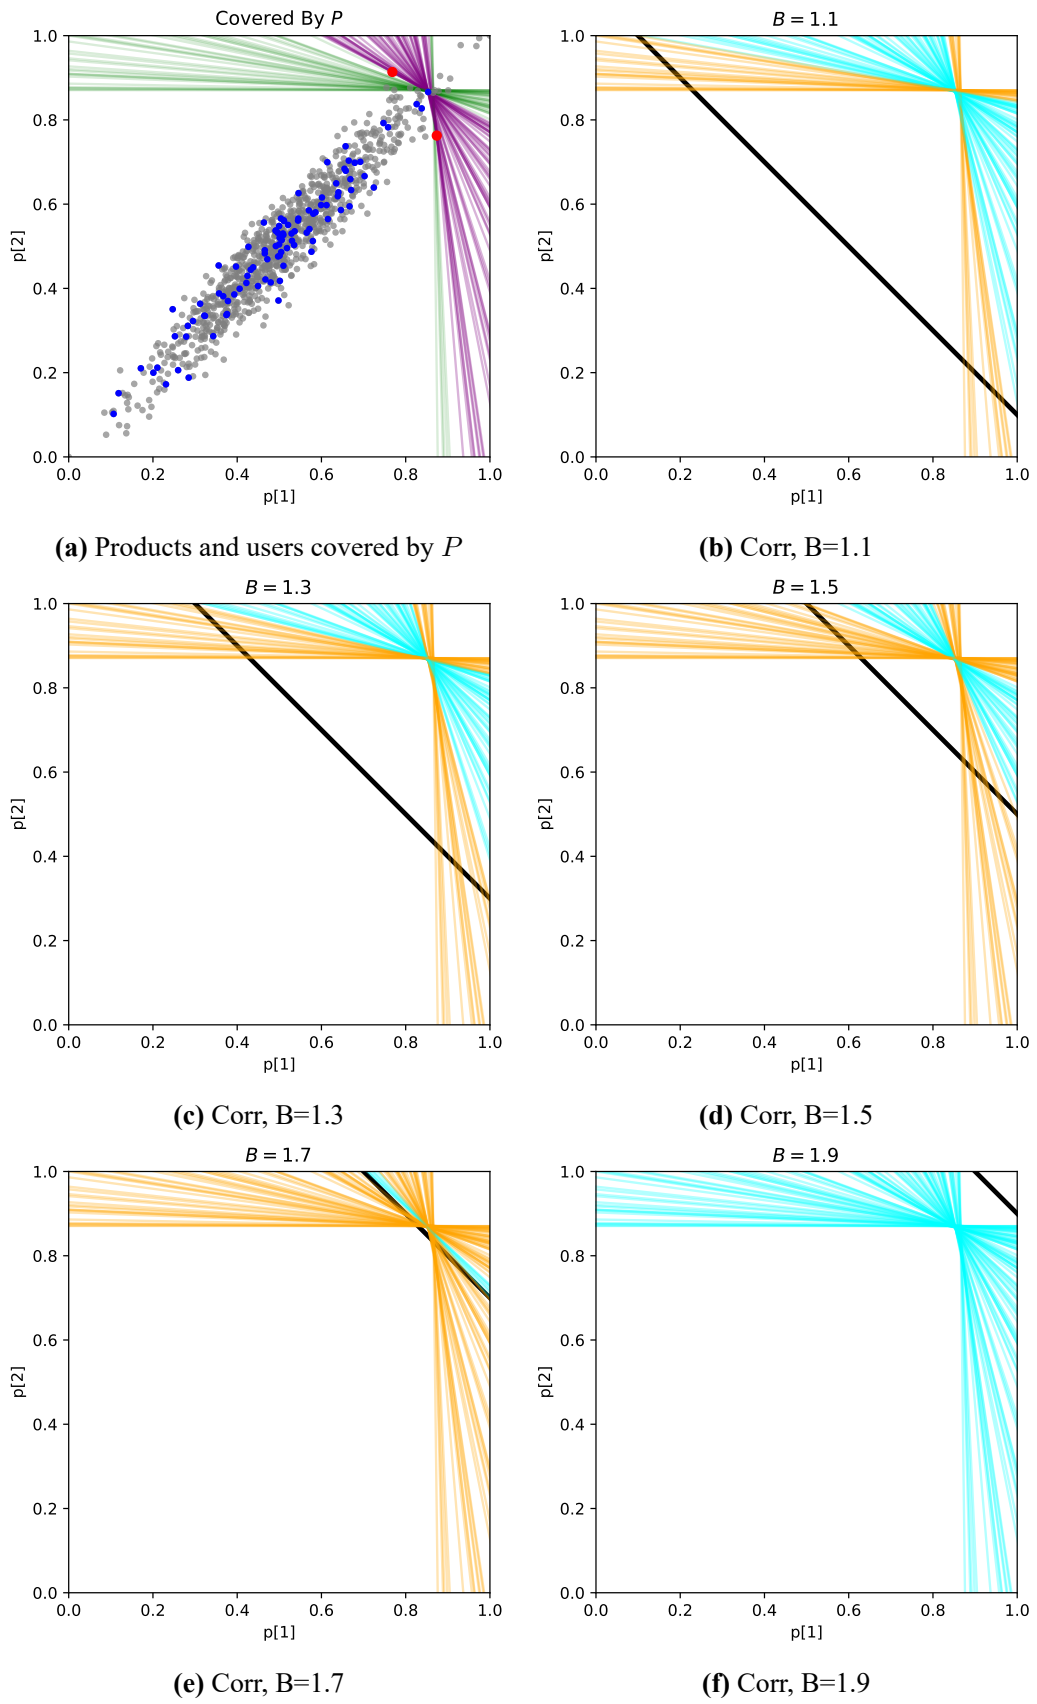 Covered By P
1.0
0.8
0.6
0.4
0.2
0.0
p[2]
0.0 0.2 0.4 0.6 0.8 1.0
p[1]
(a) Products and users covered by P
B = 1.1
1.0
0.8
0.6
0.4
0.2
0.0
p[2]
0.0 0.2 0.4 0.6 0.8 1.0
p[1]
(b) Corr, B=1.1
B = 1.3
1.0
0.8
0.6
0.4
0.2
0.0
p[2]
0.0 0.2 0.4 0.6 0.8 1.0
p[1]
(c) Corr, B=1.3
B = 1.5
1.0
0.8
0.6
0.4
0.2
0.0
p[2]
0.0 0.2 0.4 0.6 0.8 1.0
p[1]
(d) Corr, B=1.5
B = 1.7
1.0
0.8
0.6
0.4
0.2
0.0
p[2]
0.0 0.2 0.4 0.6 0.8 1.0
p[1]
(e) Corr, B=1.7
B = 1.9
1.0
0.8
0.6
0.4
0.2
0.0
p[2]
0.0 0.2 0.4 0.6 0.8 1.0
p[1]
(f) Corr, B=1.9